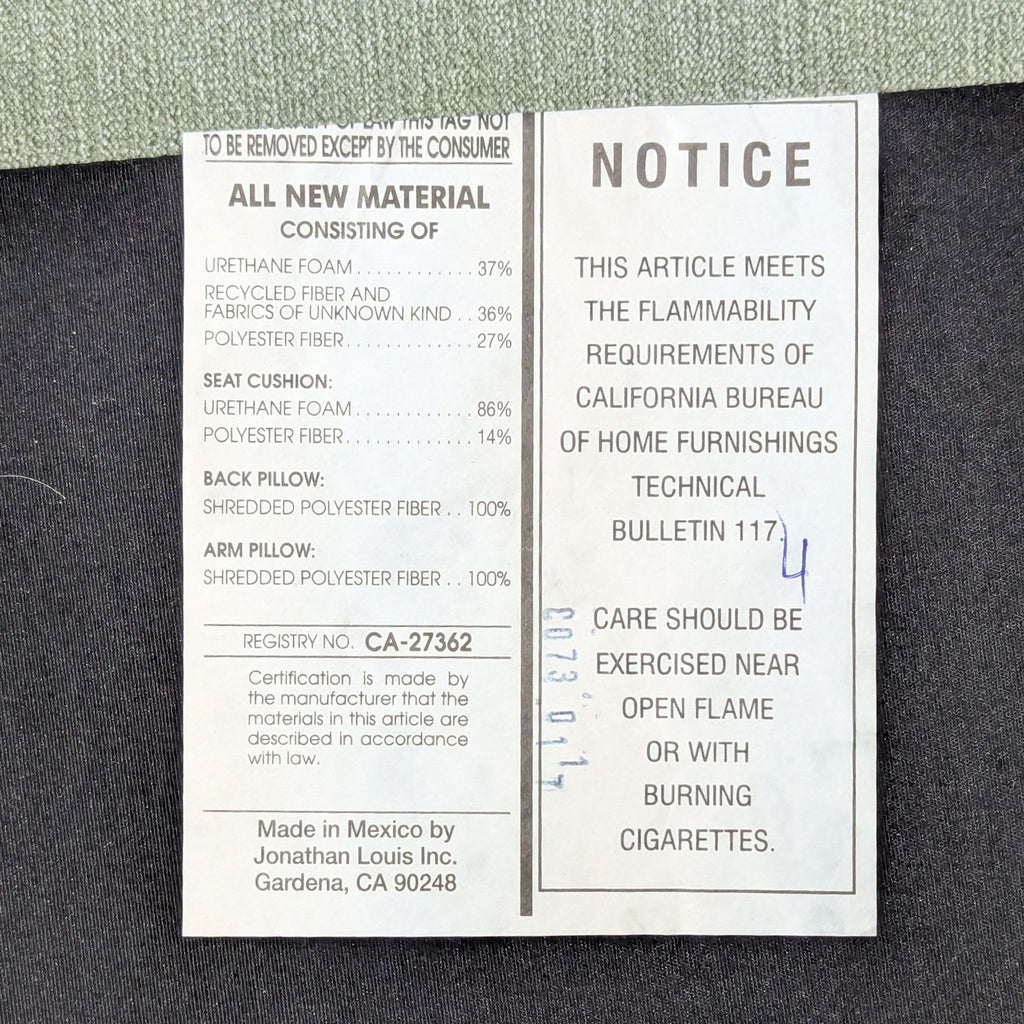 OF LAW THIS TAG NOT
TO BE REMOVED EXCEPT BY THE CONSUMER
ALL NEW MATERIAL
CONSISTING OF
URETHANE FOAM............37%
RECYCLED FIBER AND
FABRICS OF UNKNOWN KIND..36%
POLYESTER FIBER.............27%
SEAT CUSHION:
URETHANE FOAM............86%
POLYESTER FIBER.............14%
BACK PILLOW:
SHREDDED POLYESTER FIBER..100%
ARM PILLOW:
SHREDDED POLYESTER FIBER..100%
REGISTRY NO. CA-27362
Certification is made by
the manufacturer that the
materials in this article are
described in accordance
with law.
Made in Mexico by
Jonathan Louis Inc.
Gardena, CA 90248
NOTICE
THIS ARTICLE MEETS
THE FLAMMABILITY
REQUIREMENTS OF
CALIFORNIA BUREAU
OF HOME FURNISHINGS
TECHNICAL
BULLETIN 117.
4
CARE SHOULD BE
EXERCISED NEAR
OPEN FLAME
OR WITH
BURNING
CIGARETTES.